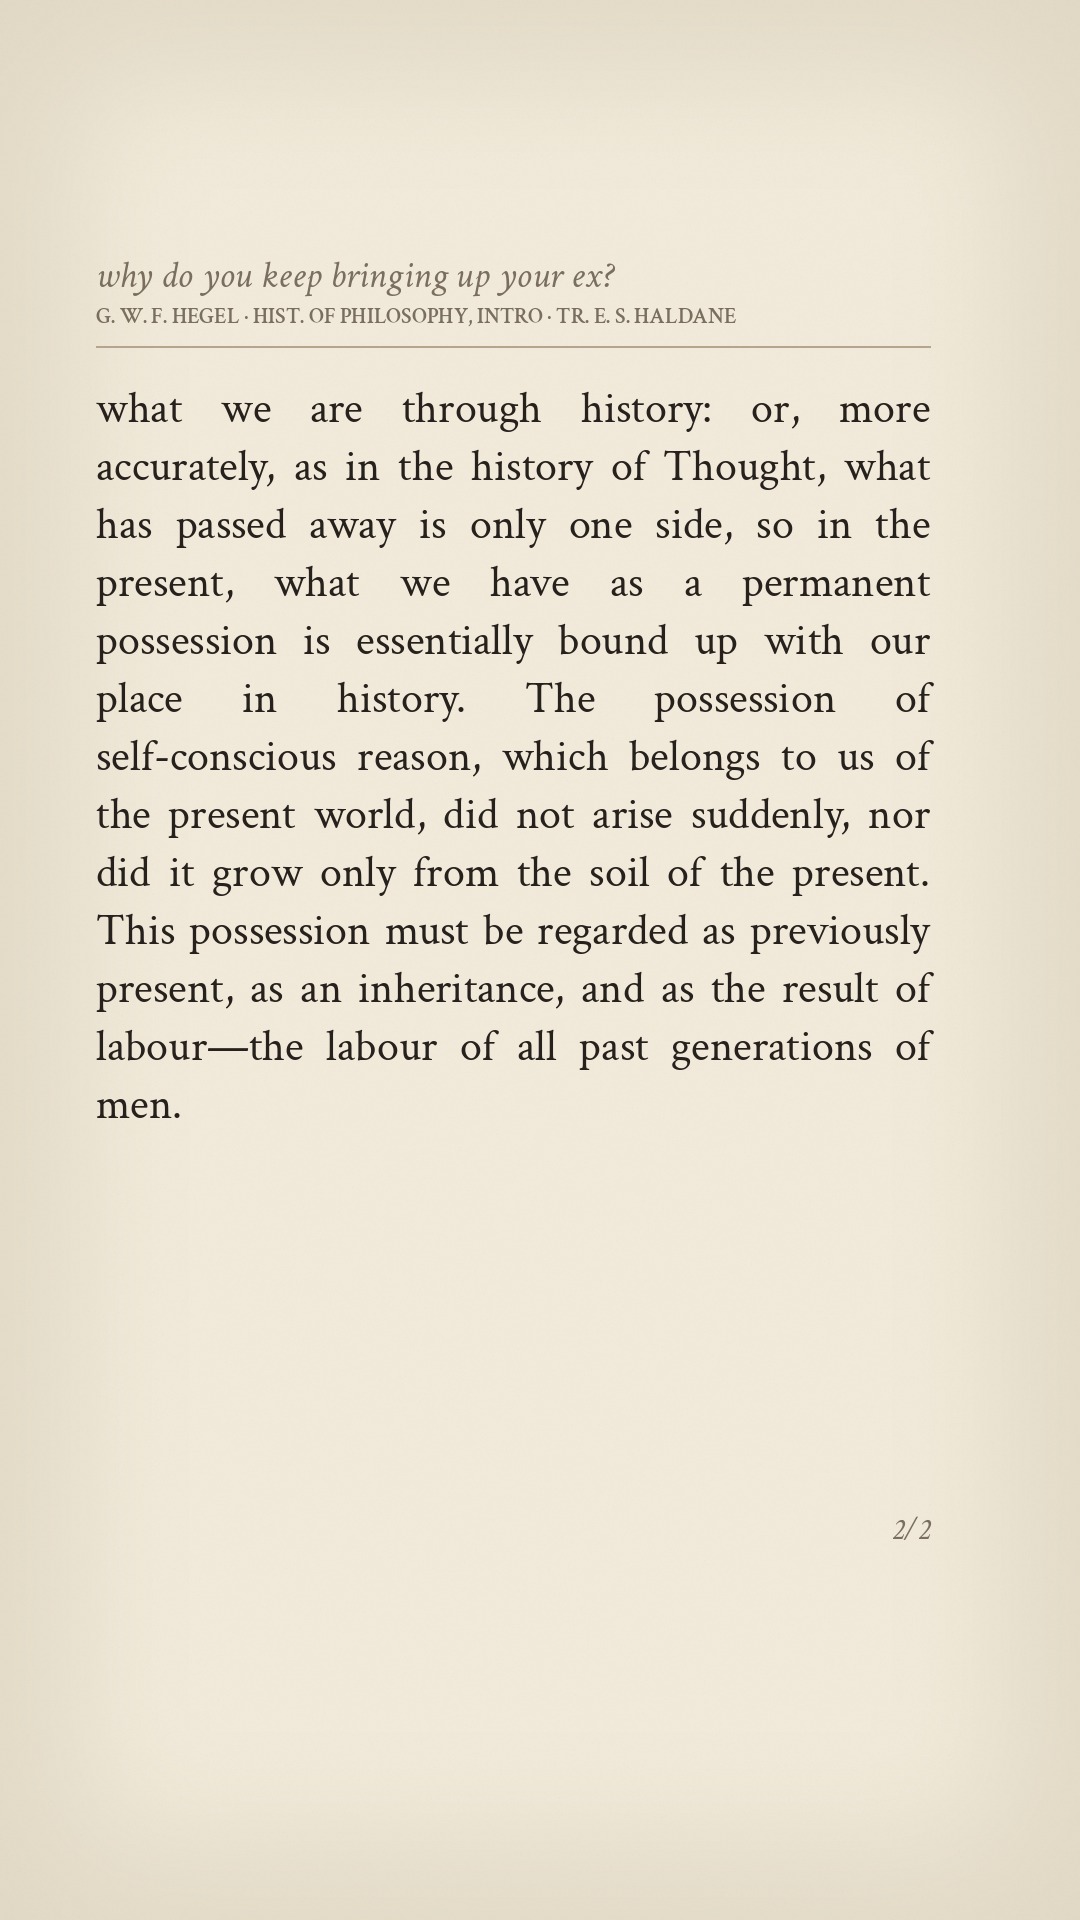 why do you keep bringing up your ex?
G. W. F. HEGEL · HIST. OF PHILOSOPHY, INTRO · TR. E. S. HALDANE
what we are through history: or, more
accurately, as in the history of Thought, what
has passed away is only one side, so in the
present, what we have as a permanent
possession is essentially bound up with our
place in history. The possession of
self-conscious reason, which belongs to us of
the present world, did not arise suddenly, nor
did it grow only from the soil of the present.
This possession must be regarded as previously
present, as an inheritance, and as the result of
labour—the labour of all past generations of
men.
2/2